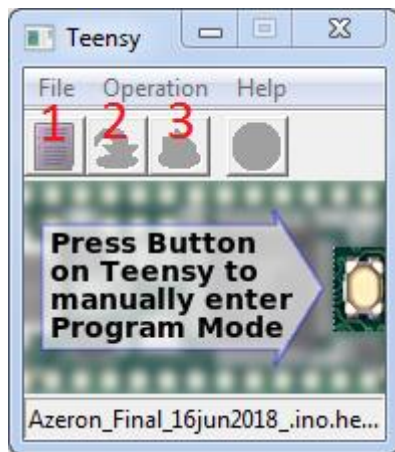 Teensy
File Operation Help
1 2 3
Press Button
on Teensy to
manually enter
Program Mode
Azeron_Final_16jun2018_.ino.he...